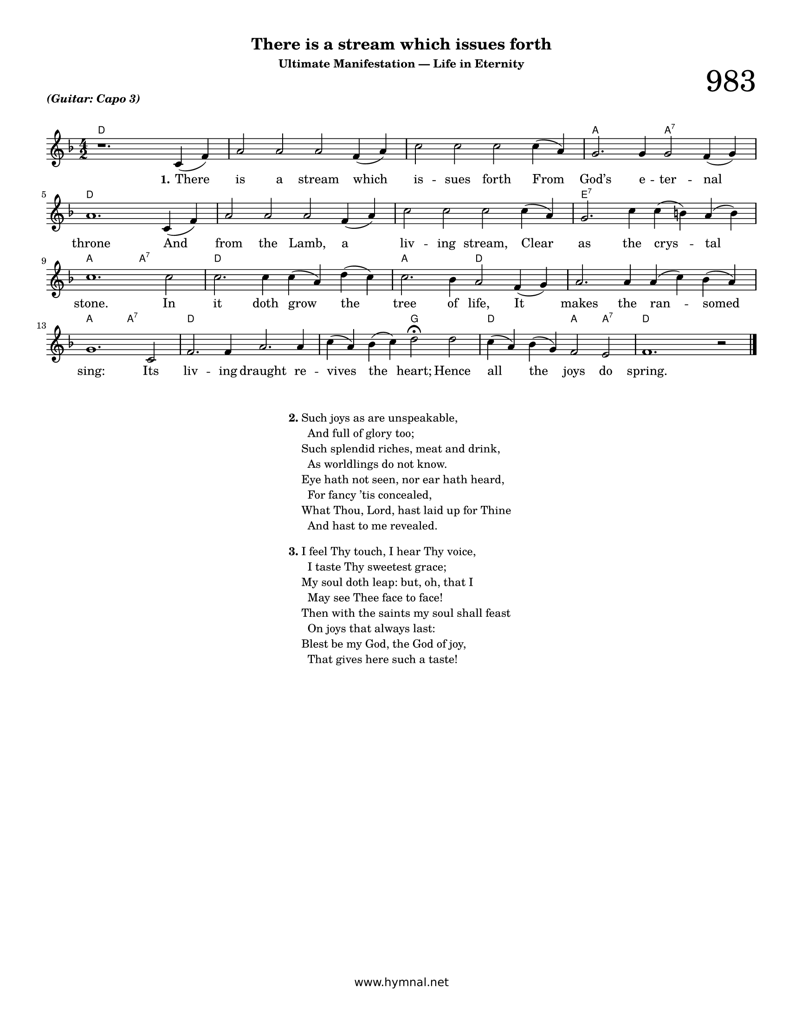 There is a stream which issues forth
Ultimate Manifestation — Life in Eternity
983
(Guitar: Capo 3)
D A A7
1. There is a stream which is - sues forth From God's e - ter - nal
5 D E7
throne And from the Lamb, a liv - ing stream, Clear as the crys - tal
9 A A7 D A D
stone. In it doth grow the tree of life, It makes the ran - somed
13 A A7 D G D A A7 D
sing: Its liv - ing draught re - vives the heart; Hence all the joys do spring.
2. Such joys as are unspeakable,
And full of glory too;
Such splendid riches, meat and drink,
As worldlings do not know.
Eye hath not seen, nor ear hath heard,
For fancy 'tis concealed,
What Thou, Lord, hast laid up for Thine
And hast to me revealed.
3. I feel Thy touch, I hear Thy voice,
I taste Thy sweetest grace;
My soul doth leap: but, oh, that I
May see Thee face to face!
Then with the saints my soul shall feast
On joys that always last:
Blest be my God, the God of joy,
That gives here such a taste!
www.hymnal.net